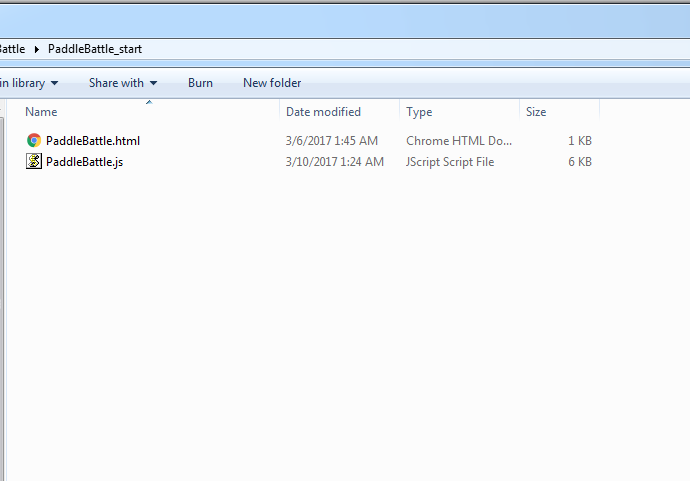 Battle PaddleBattle_start
in library Share with Burn New folder
Name Date modified Type Size
PaddleBattle.html 3/6/2017 1:45 AM Chrome HTML Do... 1 KB
PaddleBattle.js 3/10/2017 1:24 AM JScript Script File 6 KB